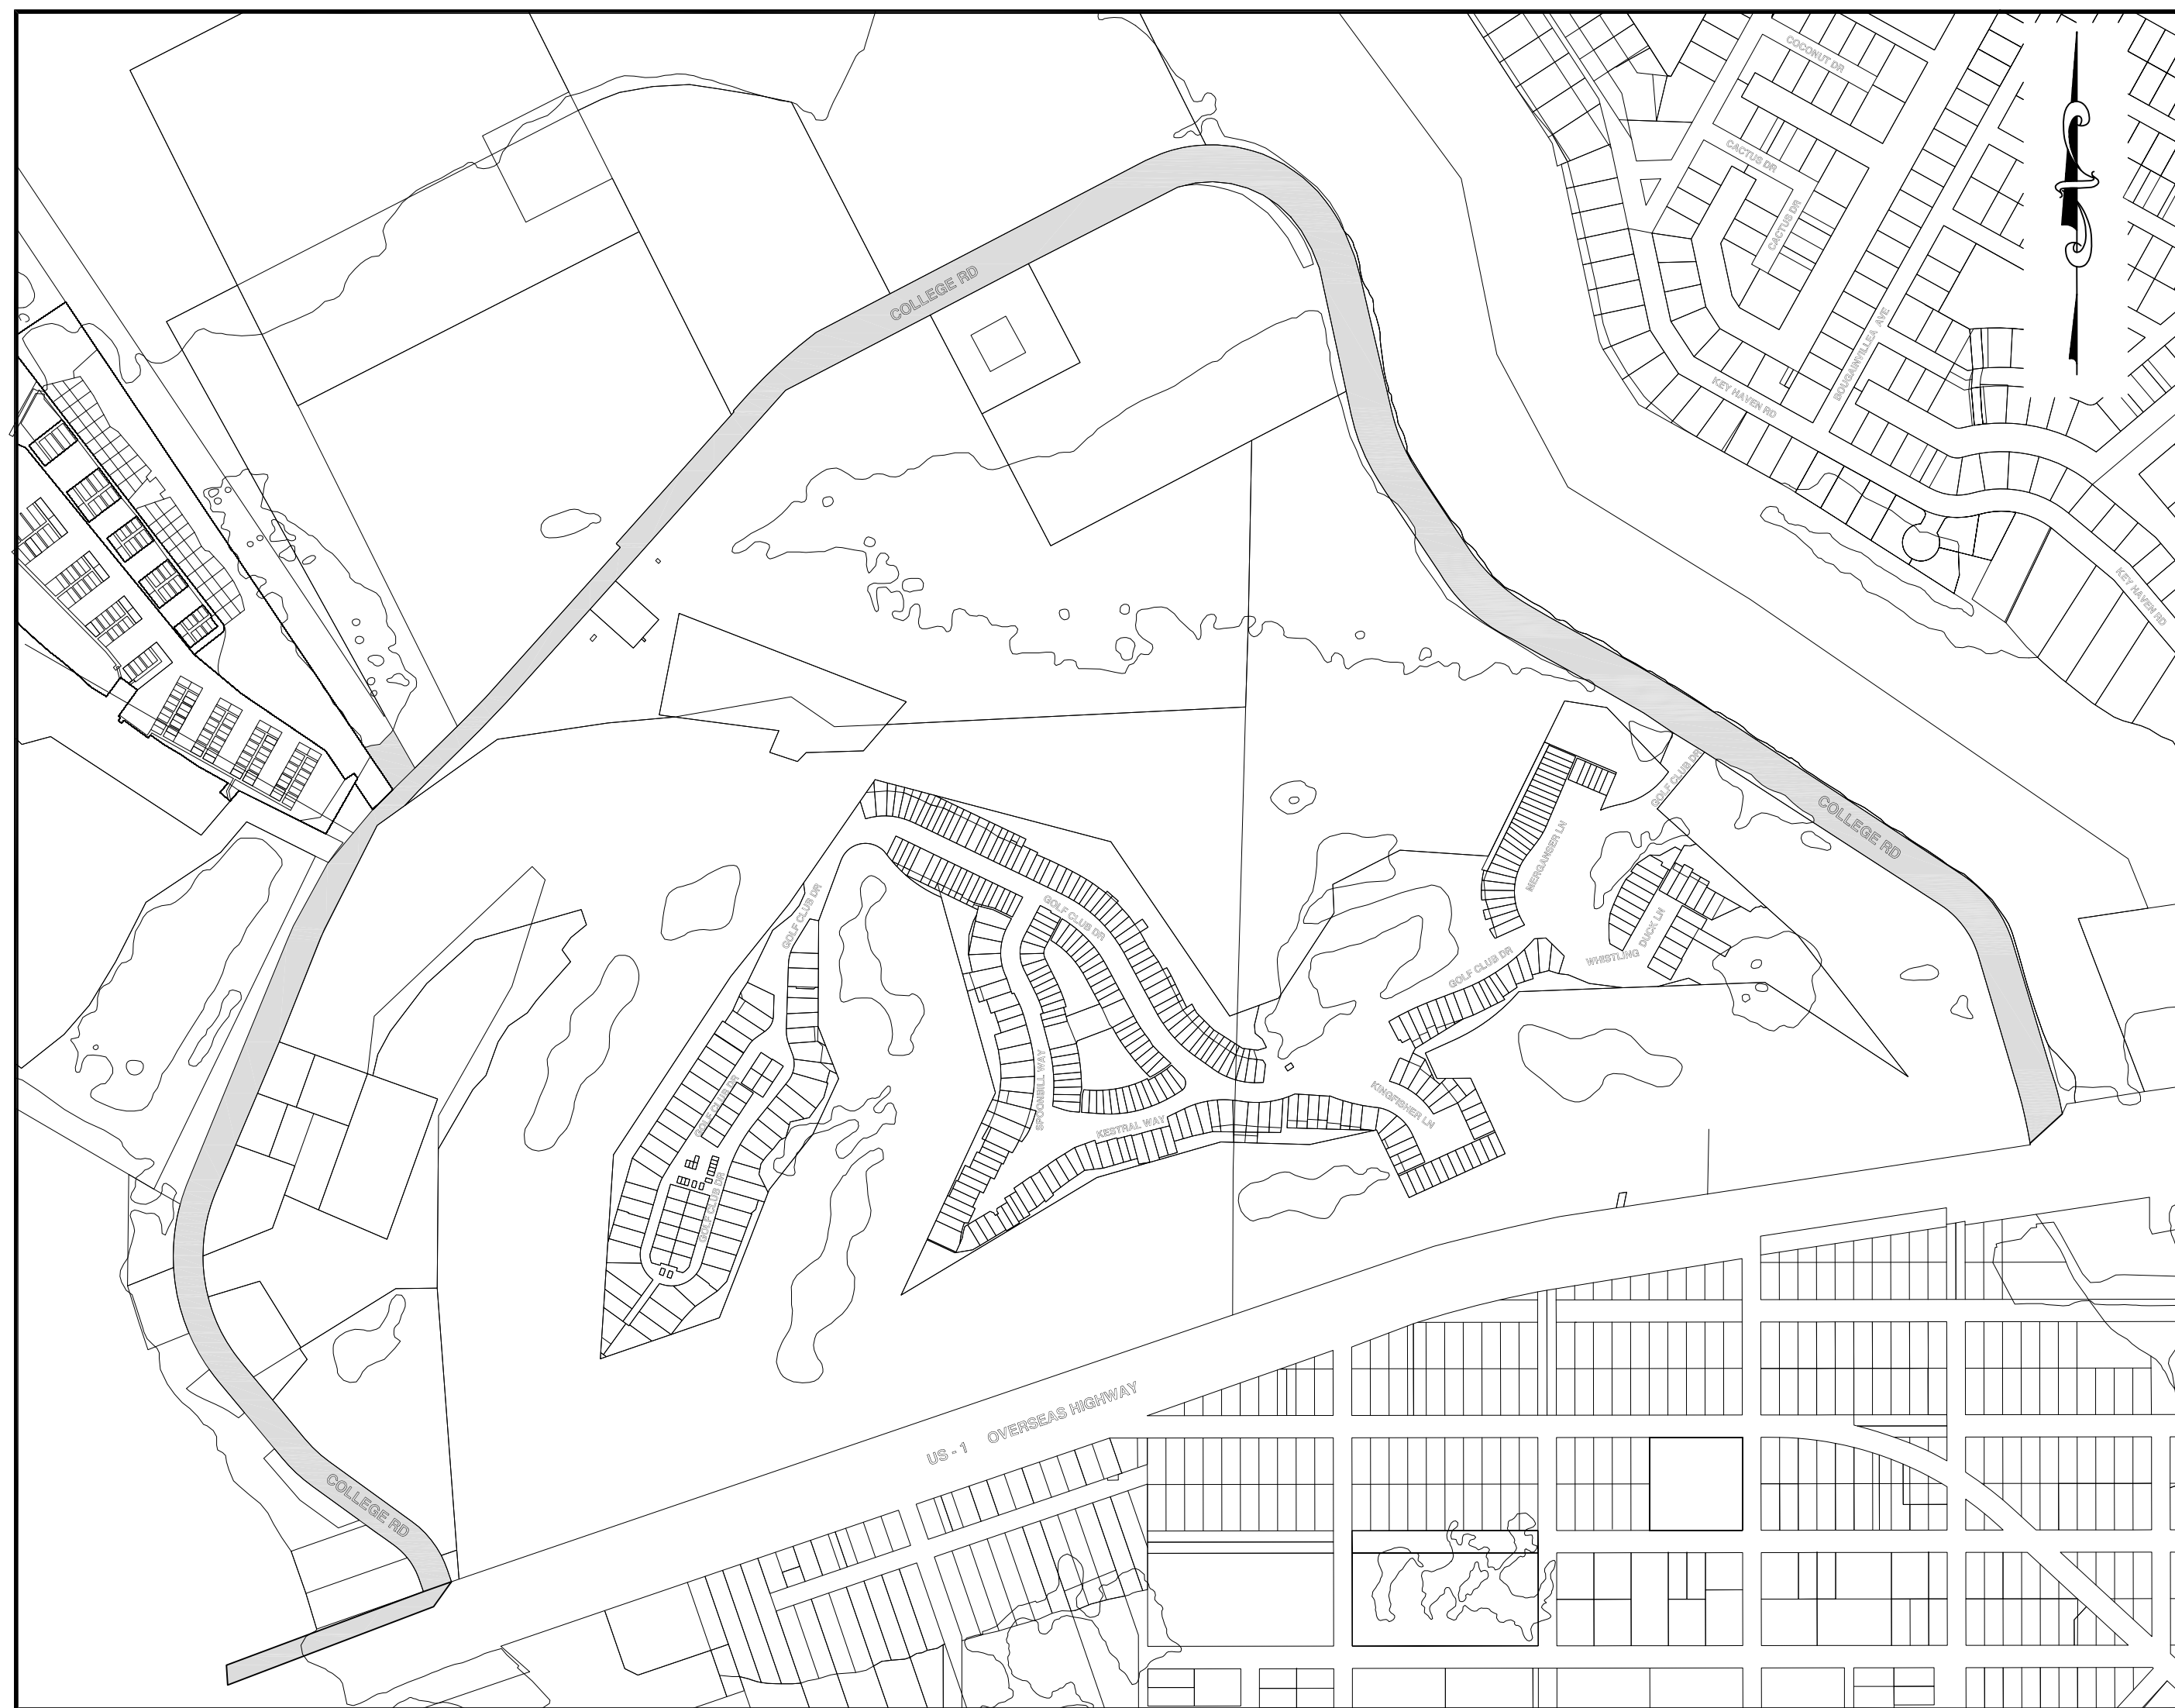 COCONUT DR
CACTUS DR
CACTUS DR
COLLEGE RD
BOUGAINVILLEA AVE
KEY HAVEN RD
KEY HAVEN RD
GOLF CLUB DR
COLLEGE RD
MERGANSER LN
GOLF CLUB DR
GOLF CLUB DR
DUCK LN
WHISTLING
GOLF CLUB DR
SPOONBILL WAY
GOLF CLUB DR
KINGFISHER LN
KESTRAL WAY
GOLF CLUB DR
US - 1 OVERSEAS HIGHWAY
COLLEGE RD